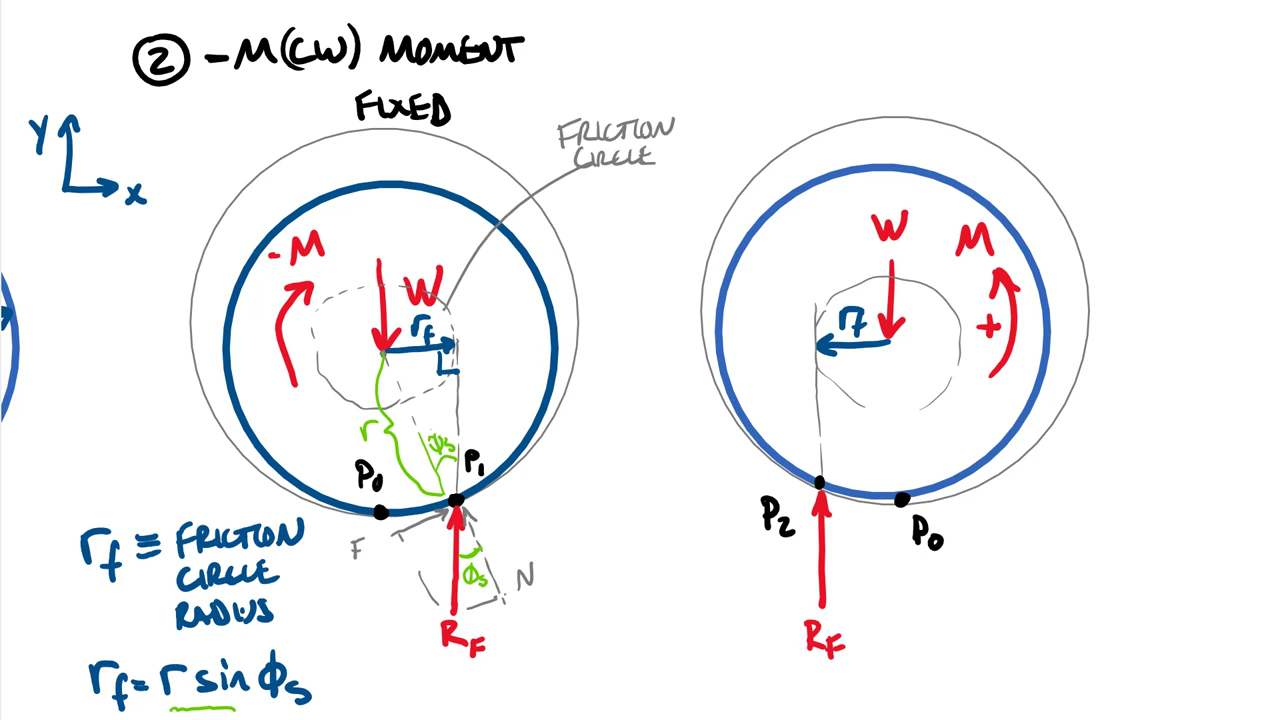 ② -M(CW) MOMENT
FIXED
Y
x
FRICTION
CIRCLE
-M
W
rf
r
ϕs
P0
P1
F
ϕs
N
RF
rf ≡ FRICTION
CIRCLE
RADIUS
rf = r sin ϕs
W
M
rf
+
P2
P0
RF